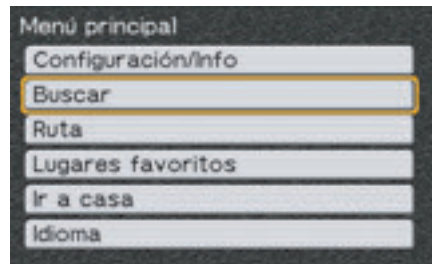 Menú principal
Configuración/Info
Buscar
Ruta
Lugares favoritos
Ir a casa
Idioma